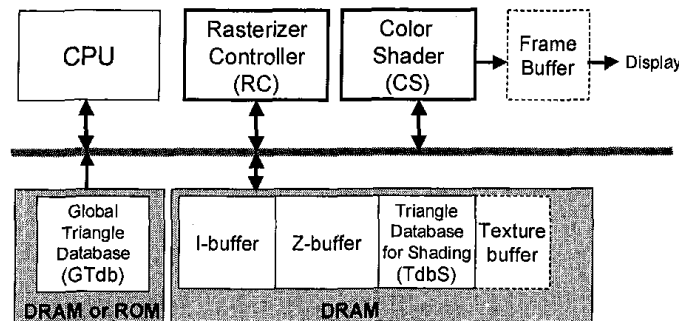 CPU
Rasterizer
Controller
(RC)
Color
Shader
(CS)
Frame
Buffer
Display
Global
Triangle
Database
(GTdb)
DRAM or ROM
I-buffer
Z-buffer
Triangle
Database
for Shading
(TdbS)
Texture
buffer
DRAM